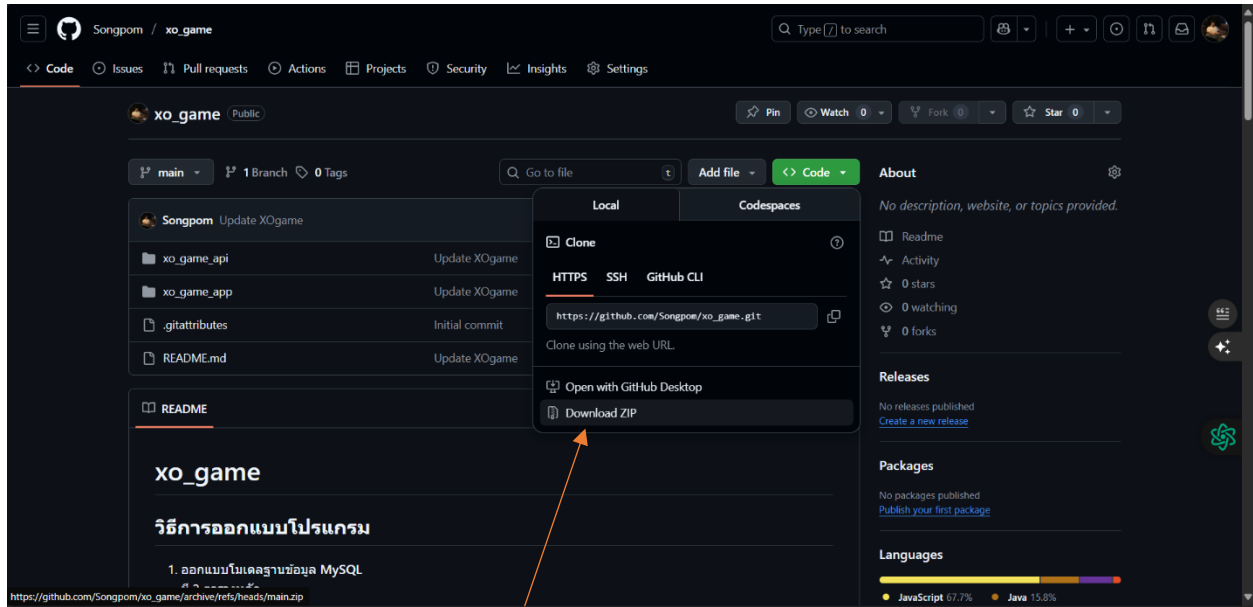 Songpom / xo_game
Type / to search
Code Issues Pull requests Actions Projects Security Insights Settings
xo_game Public
Pin Watch 0 Fork 0 Star 0
main 1 Branch 0 Tags
Go to file t Add file Code
About
Local Codespaces
No description, website, or topics provided.
Songpom Update XOgame
Clone
Readme
xo_game_api Update XOgame
Activity
HTTPS SSH GitHub CLI
0 stars
xo_game_app Update XOgame
0 watching
https://github.com/Songpom/xo_game.git
.gitattributes Initial commit
0 forks
Clone using the web URL.
README.md Update XOgame
Releases
Open with GitHub Desktop
No releases published
README
Download ZIP
Create a new release
Packages
xo_game
No packages published
Publish your first package
วิธีการออกแบบโปรแกรม
Languages
1. ออกแบบโมเดลฐานข้อมูล MySQL
https://github.com/Songpom/xo_game/archive/refs/heads/main.zip
JavaScript 67.7% Java 15.8%